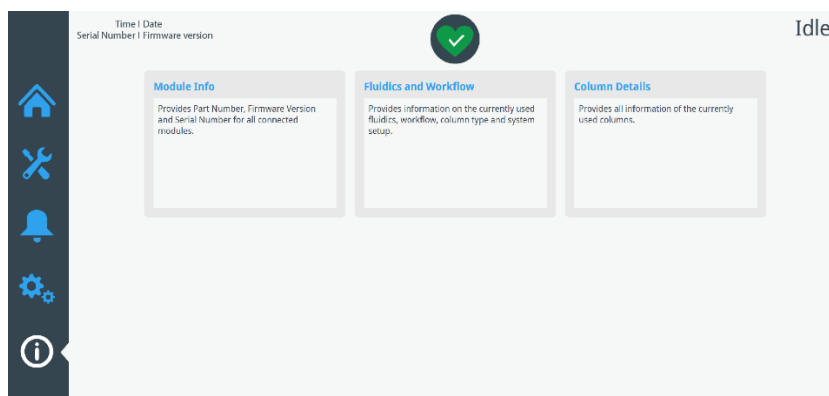 Time I Date
Serial Number I Firmware version
Idle
Module Info
Provides Part Number, Firmware Version
and Serial Number for all connected
modules.
Fluidics and Workflow
Provides information on the currently used
fluidics, workflow, column type and system
setup.
Column Details
Provides all information of the currently
used columns.